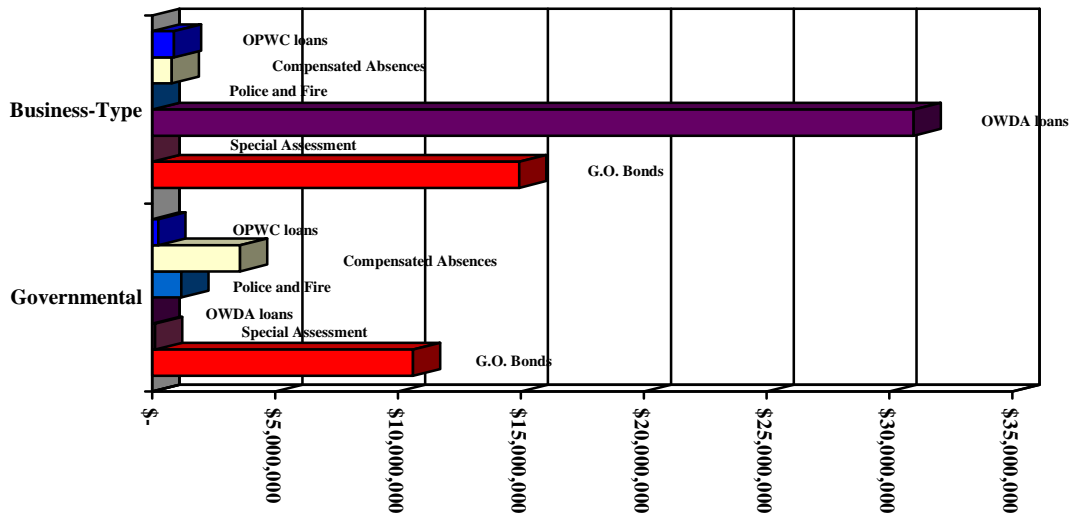 OPWC loans
Compensated Absences
Police and Fire
Business-Type
OWDA loans
Special Assessment
G.O. Bonds
OPWC loans
Compensated Absences
Police and Fire
Governmental
OWDA loans
Special Assessment
G.O. Bonds
$-
$5,000,000
$10,000,000
$15,000,000
$20,000,000
$25,000,000
$30,000,000
$35,000,000